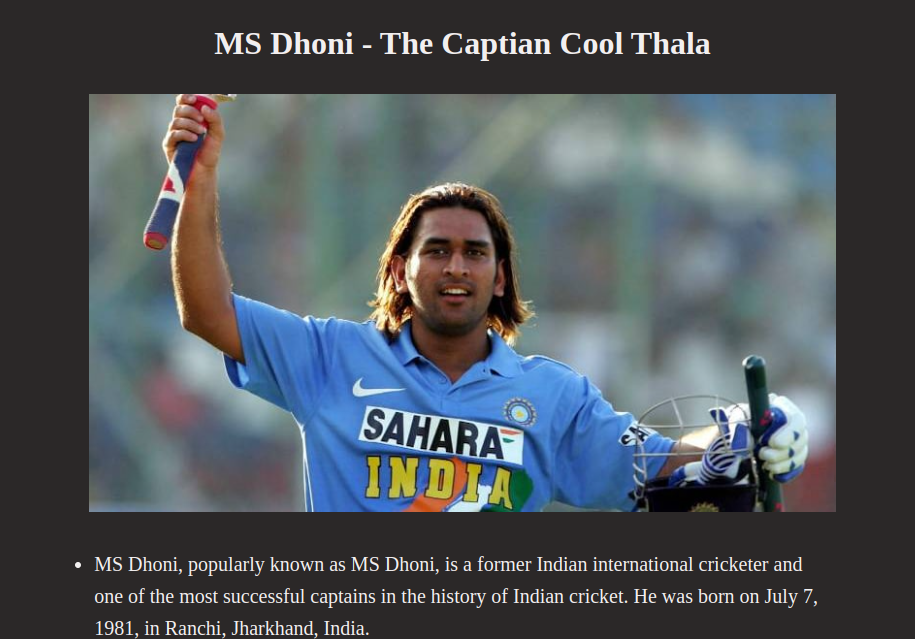 MS Dhoni - The Captian Cool Thala
SAHARA
INDIA
SA
MS Dhoni, popularly known as MS Dhoni, is a former Indian international cricketer and
one of the most successful captains in the history of Indian cricket. He was born on July 7,
1981, in Ranchi, Jharkhand, India.